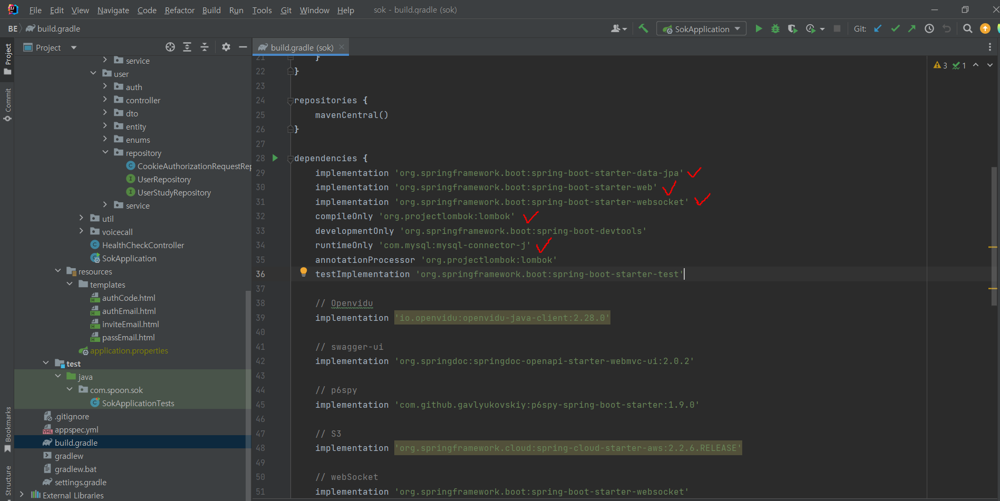 File Edit View Navigate Code Refactor Build Run Tools Git Window Help sok - build.gradle (sok)
BE build.gradle
SokApplication
Git:
Project
build.gradle (sok)
Project
Commit
Bookmarks
Structure
service
user
auth
controller
dto
entity
enums
repository
CookieAuthorizationRequestRep
UserRepository
UserStudyRepository
service
util
voicecall
HealthCheckController
SokApplication
resources
templates
authCode.html
authEmail.html
inviteEmail.html
passEmail.html
application.properties
test
java
com.spoon.sok
SokApplicationTests
.gitignore
appspec.yml
build.gradle
gradlew
gradlew.bat
settings.gradle
External Libraries
3 1
21 }
22 }
23
24 repositories {
25 mavenCentral()
26 }
27
28 dependencies {
29 implementation 'org.springframework.boot:spring-boot-starter-data-jpa'
30 implementation 'org.springframework.boot:spring-boot-starter-web'
31 implementation 'org.springframework.boot:spring-boot-starter-websocket'
32 compileOnly 'org.projectlombok:lombok'
33 developmentOnly 'org.springframework.boot:spring-boot-devtools'
34 runtimeOnly 'com.mysql:mysql-connector-j'
35 annotationProcessor 'org.projectlombok:lombok'
36 testImplementation 'org.springframework.boot:spring-boot-starter-test'
37
38 // Openvidu
39 implementation 'io.openvidu:openvidu-java-client:2.28.0'
40
41 // swagger-ui
42 implementation 'org.springdoc:springdoc-openapi-starter-webmvc-ui:2.0.2'
43
44 // p6spy
45 implementation 'com.github.gavlyukovskiy:p6spy-spring-boot-starter:1.9.0'
46
47 // S3
48 implementation 'org.springframework.cloud:spring-cloud-starter-aws:2.2.6.RELEASE'
49
50 // webSocket
51 implementation 'org.springframework.boot:spring-boot-starter-websocket'